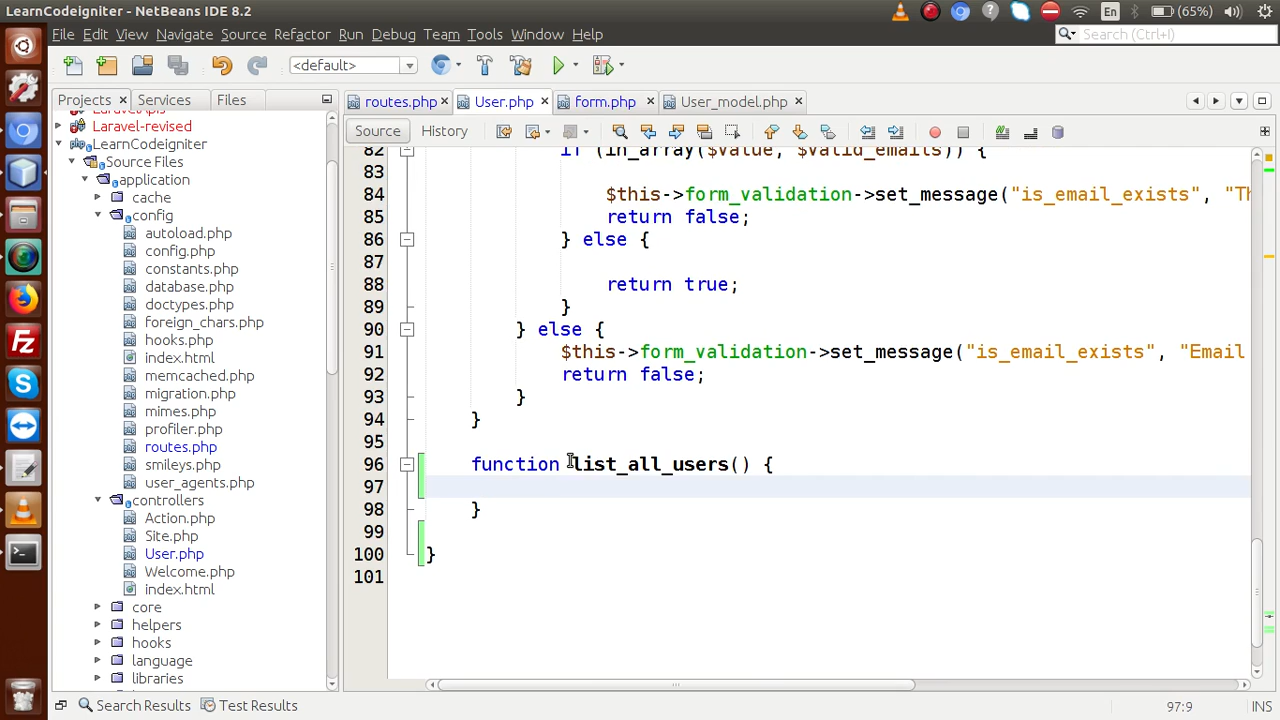 LearnCodeigniter - NetBeans IDE 8.2
En
(65%)
File Edit View Navigate Source Refactor Run Debug Team Tools Window Help
Search (Ctrl+I)
<default>
Projects Services Files
routes.php User.php form.php User_model.php
Source History
Laravel-revised
LearnCodeigniter
Source Files
application
cache
config
autoload.php
config.php
constants.php
database.php
doctypes.php
foreign_chars.php
hooks.php
index.html
memcached.php
migration.php
mimes.php
profiler.php
routes.php
smileys.php
user_agents.php
controllers
Action.php
Site.php
User.php
Welcome.php
index.html
core
helpers
hooks
language
libraries
82 if (in_array($value, $valid_emails)) {
83
84 $this->form_validation->set_message("is_email_exists", "Th
85 return false;
86 } else {
87
88 return true;
89 }
90 } else {
91 $this->form_validation->set_message("is_email_exists", "Email
92 return false;
93 }
94 }
95
96 function list_all_users() {
97
98 }
99
100 }
101
Search Results Test Results
97:9 INS